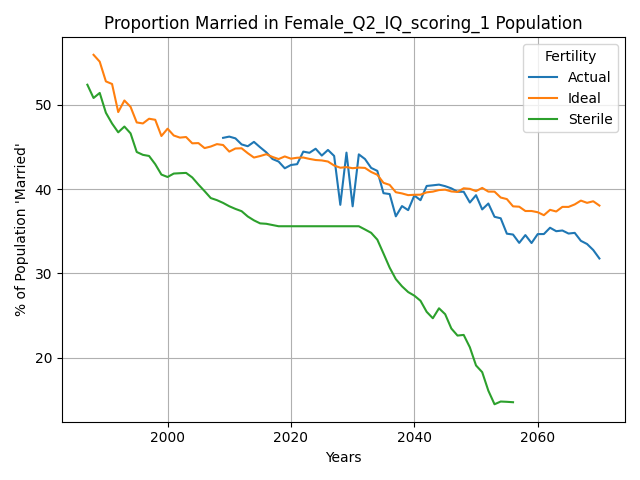 Proportion Married in Female_Q2_IQ_scoring_1 Population
Fertility
Actual
Ideal
Sterile
% of Population 'Married'
50
40
30
20
2000
2020
2040
2060
Years